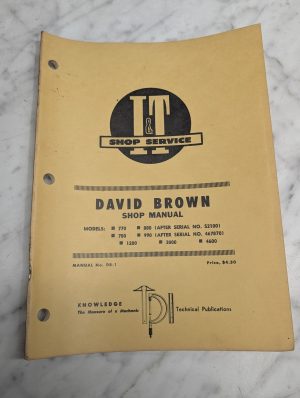 I&T
SHOP SERVICE
DAVID BROWN
SHOP MANUAL
MODELS: ■ 770 ■ 880 (AFTER SERIAL NO. 521001)
■ 780 ■ 990 (AFTER SERIAL NO. 467870)
■ 1200 ■ 3800 ■ 4600
MANUAL No. DB-1 Price, $4.50
KNOWLEDGE
The Measure of a Mechanic
Technical Publications